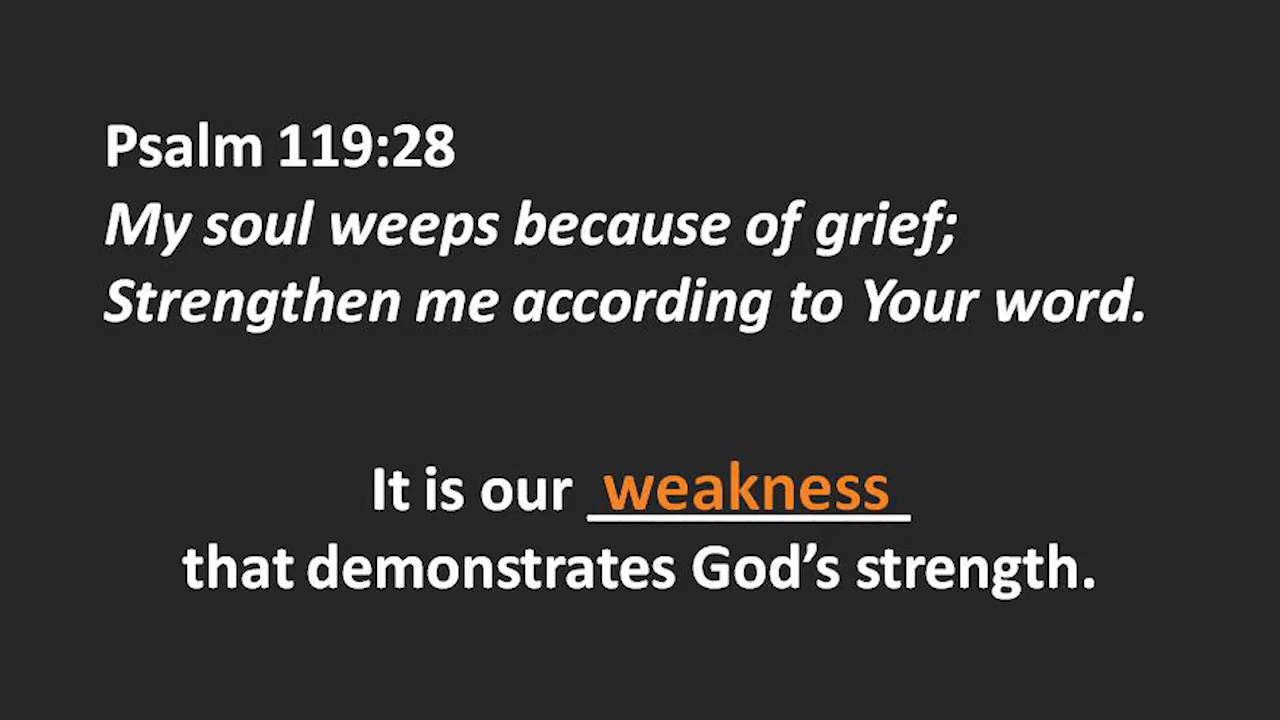 Psalm 119:28
My soul weeps because of grief;
Strengthen me according to Your word.
It is our weakness
that demonstrates God’s strength.